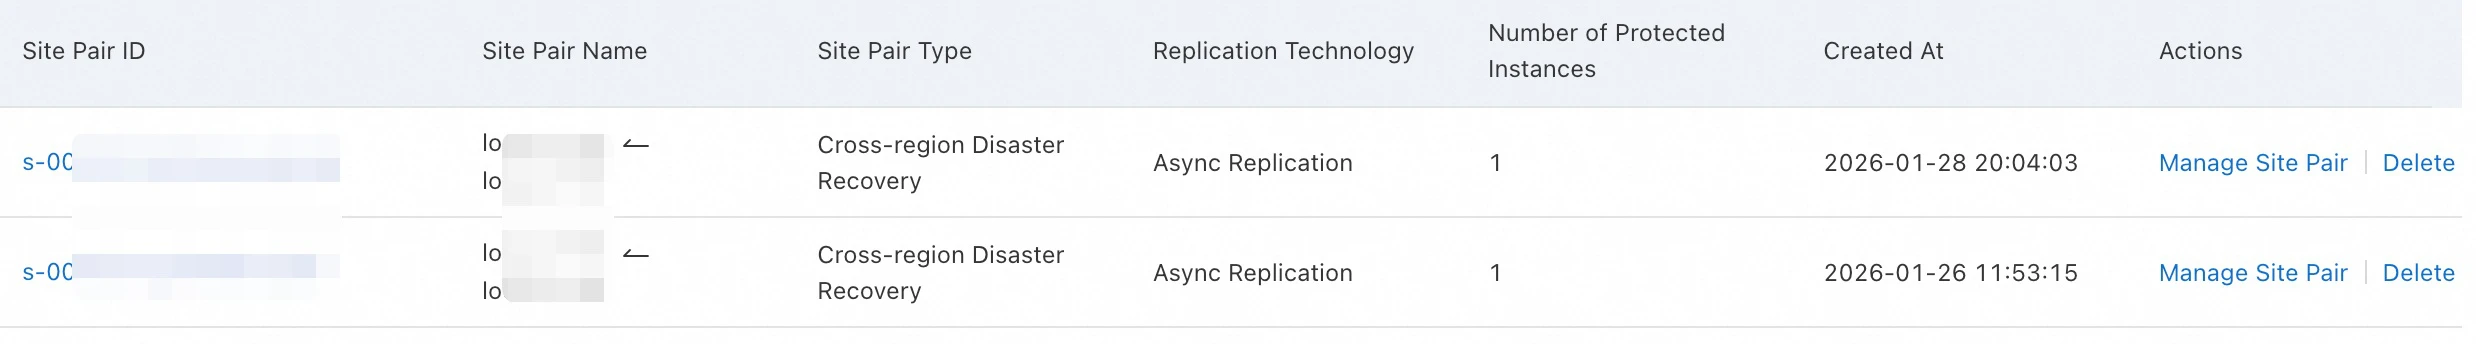 Site Pair ID
Site Pair Name
Site Pair Type
Replication Technology
Number of Protected
Instances
Created At
Actions
s-00
lo
lo
Cross-region Disaster
Recovery
Async Replication
1
2026-01-28 20:04:03
Manage Site Pair
Delete
s-00
lo
lo
Cross-region Disaster
Recovery
Async Replication
1
2026-01-26 11:53:15
Manage Site Pair
Delete